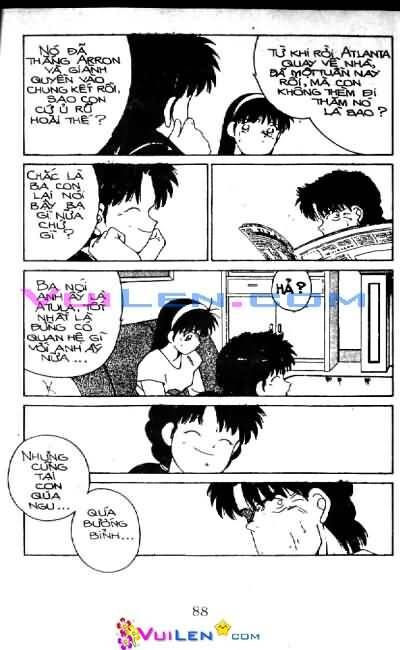 NÓ ĐÃ
THẮNG ARRON
VÀ GIÀNH
QUYỀN VÀO
CHUNG KẾT RỒI,
SAO CON
CỨ Ủ RŨ
HOÀI THẾ?
TỪ KHI RỜI ATLANTA
QUAY VỀ NHÀ,
ĐÃ MỘT TUẦN NAY
RỒI, MÀ CON
KHÔNG THÈM ĐI
THĂM NÓ
LÀ SAO?
CHẮC LÀ
BA CON
LẠI NÓI
BẬY BẠ
GÌ NỮA
CHỨ
GÌ?
BA NÓI
ANH ẤY LÀ
ATULA, TỐT
NHẤT LÀ
ĐỪNG CÓ
QUAN HỆ GÌ
VỚI ANH ẤY
NỮA...
HẢ?
VuiLen.com
NHƯNG
CŨNG
TẠI
CON
QUÁ
NGU...
QUÁ
BƯỚNG
BỈNH...
88
VuiLen.com